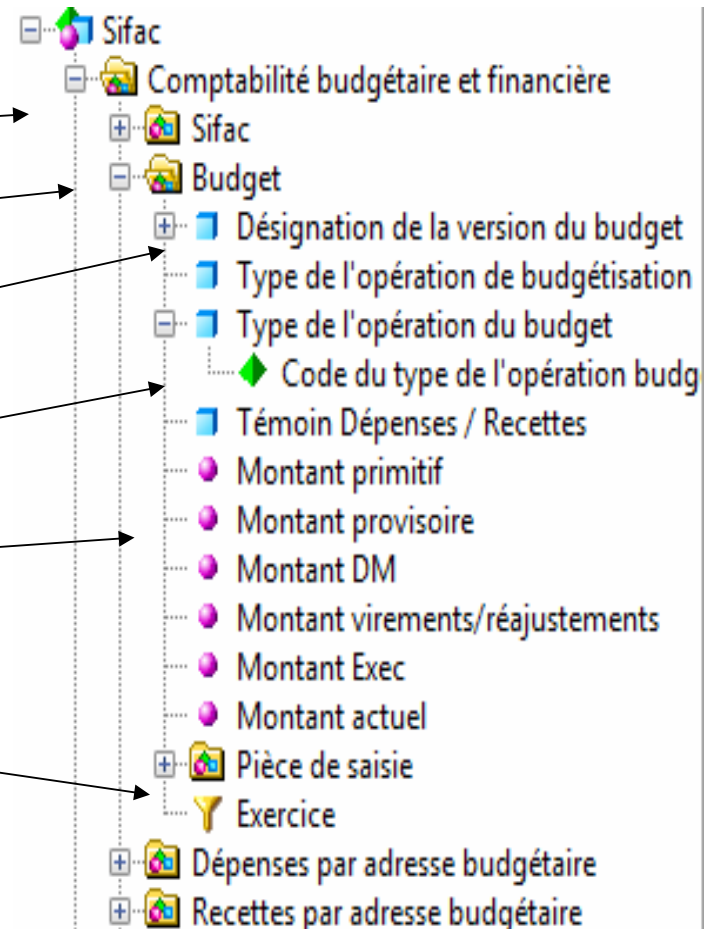 Sifac
Comptabilité budgétaire et financière
Sifac
Budget
Désignation de la version du budget
Type de l'opération de budgétisation
Type de l'opération du budget
Code du type de l'opération budg
Témoin Dépenses / Recettes
Montant primitif
Montant provisoire
Montant DM
Montant virements/réajustements
Montant Exec
Montant actuel
Pièce de saisie
Exercice
Dépenses par adresse budgétaire
Recettes par adresse budgétaire